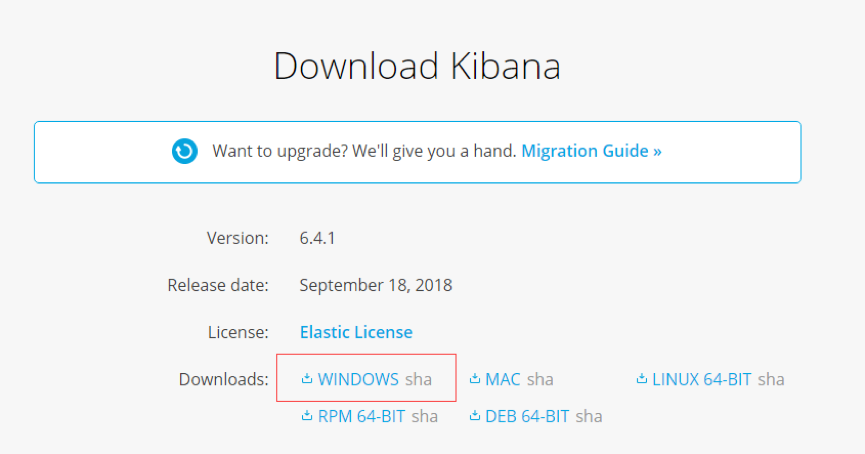 Download Kibana
Want to upgrade? We'll give you a hand. Migration Guide »
Version: 6.4.1
Release date: September 18, 2018
License: Elastic License
Downloads: WINDOWS sha MAC sha LINUX 64-BIT sha
RPM 64-BIT sha DEB 64-BIT sha